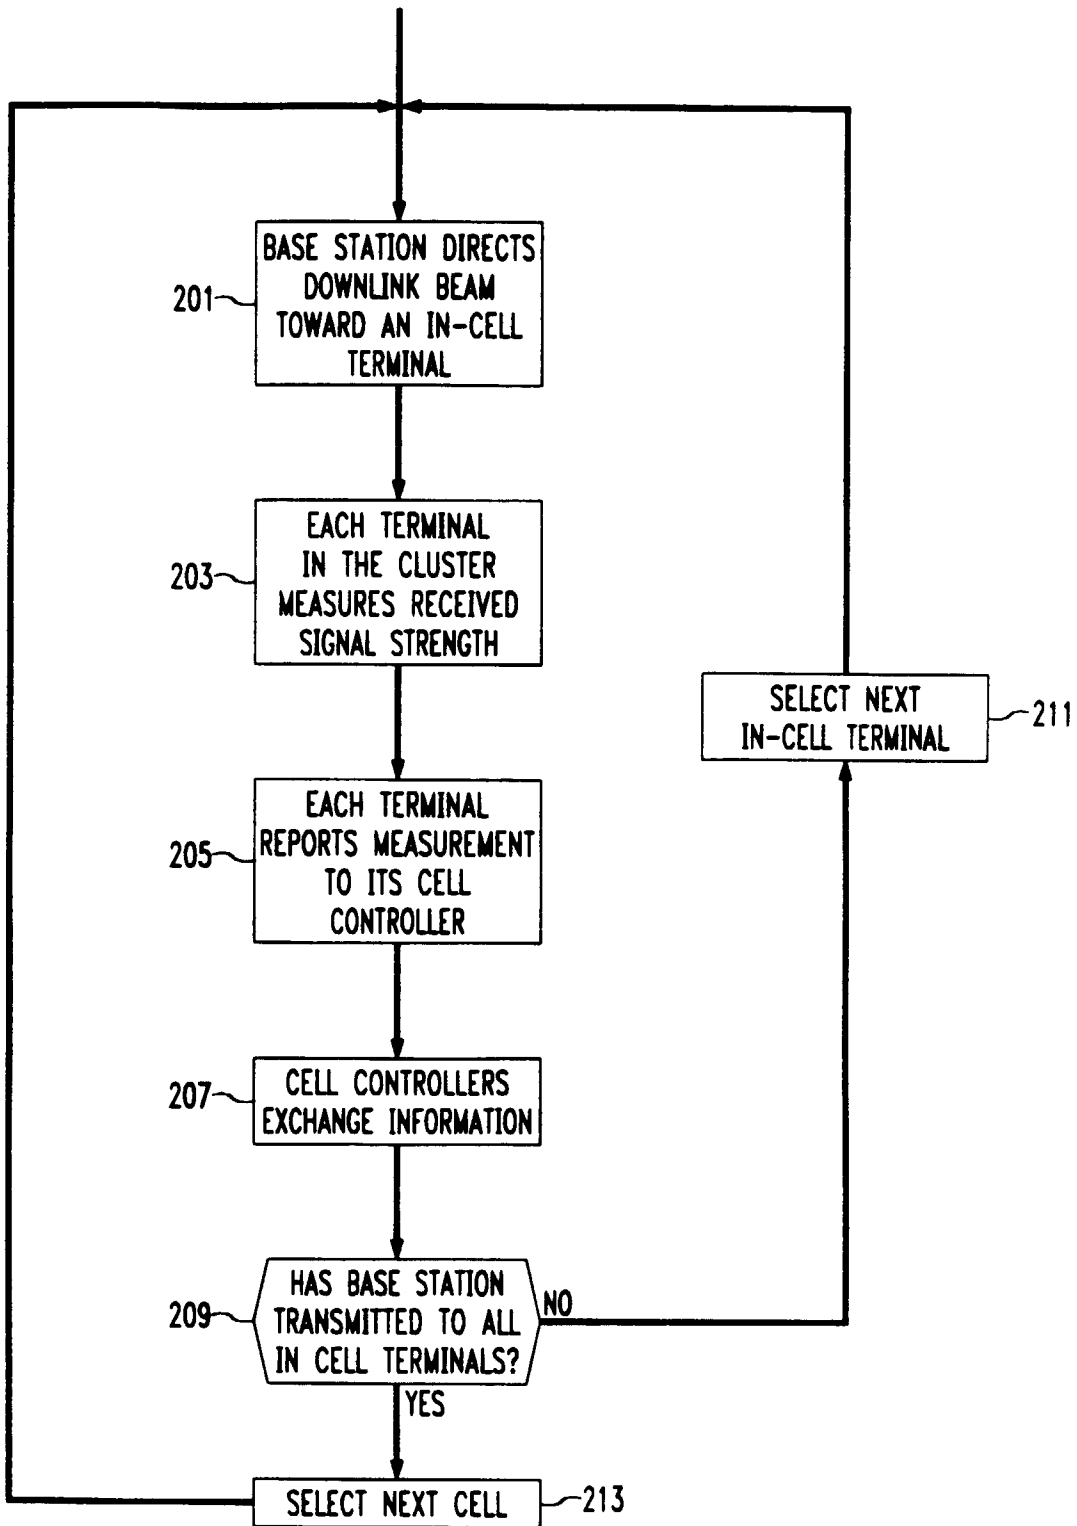 BASE STATION DIRECTS
DOWNLINK BEAM
TOWARD AN IN-CELL
TERMINAL
201
EACH TERMINAL
IN THE CLUSTER
MEASURES RECEIVED
SIGNAL STRENGTH
203
SELECT NEXT
IN-CELL TERMINAL
211
EACH TERMINAL
REPORTS MEASUREMENT
TO ITS CELL
CONTROLLER
205
CELL CONTROLLERS
EXCHANGE INFORMATION
207
HAS BASE STATION
TRANSMITTED TO ALL
IN CELL TERMINALS?
209
NO
YES
SELECT NEXT CELL
213